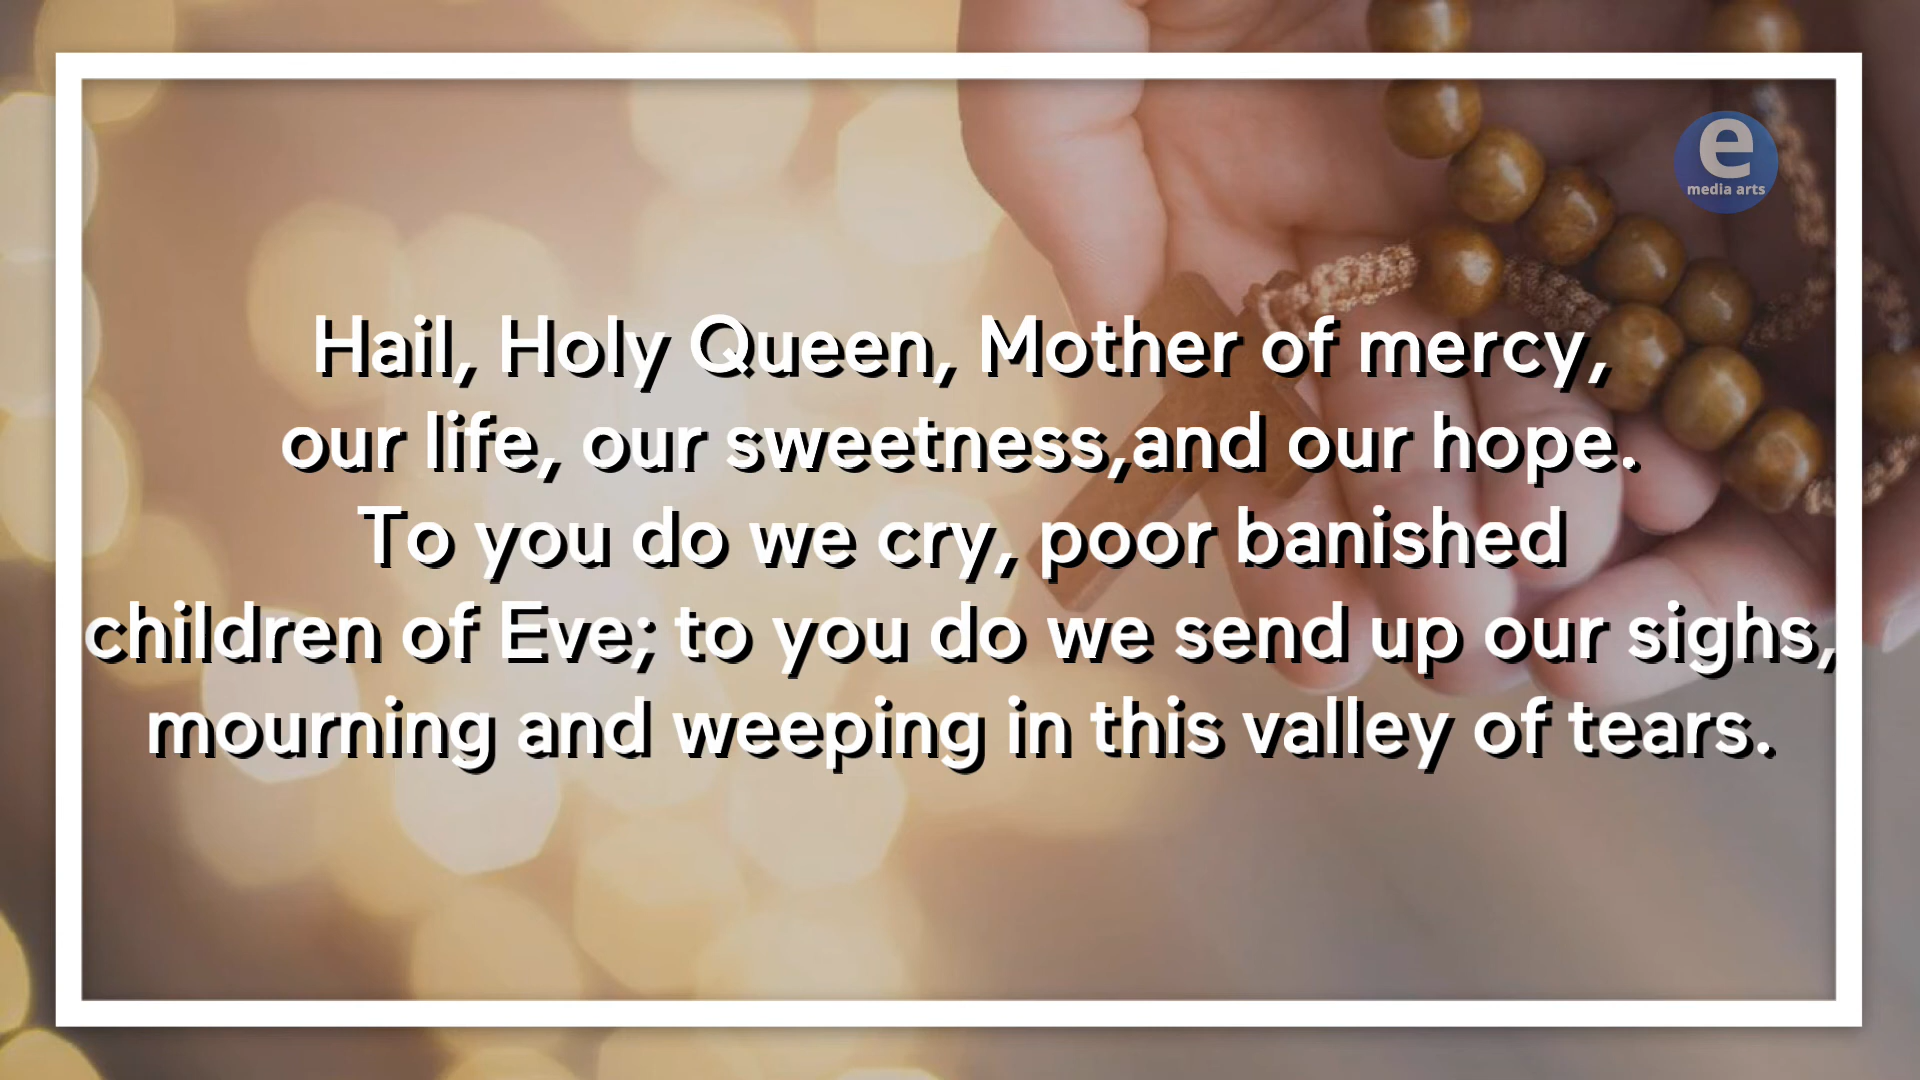 e
media arts
Hail, Holy Queen, Mother of mercy,
our life, our sweetness,and our hope.
To you do we cry, poor banished
children of Eve; to you do we send up our sighs,
mourning and weeping in this valley of tears.